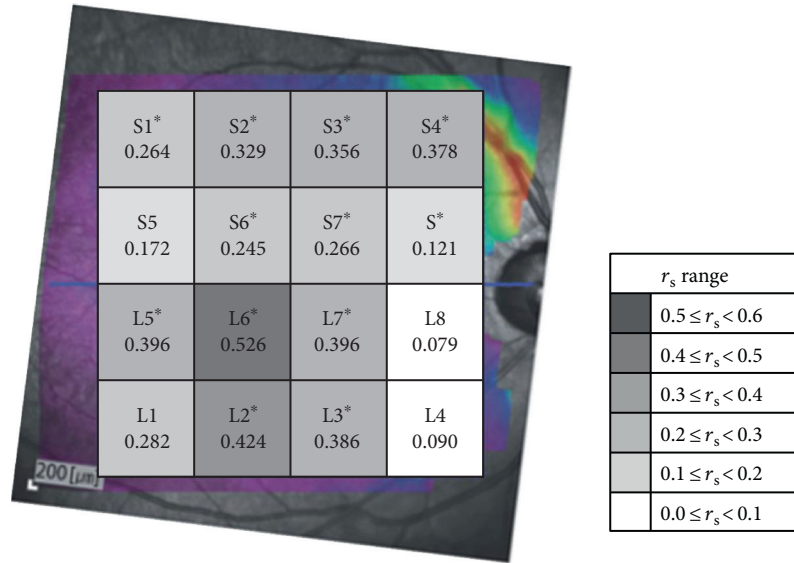 S1* S2* S3* S4*
0.264 0.329 0.356 0.378
S5 S6* S7* S*
0.172 0.245 0.266 0.121
L5* L6* L7* L8
0.396 0.526 0.396 0.079
L1 L2* L3* L4
0.282 0.424 0.386 0.090
200 [µm]
rs range
0.5 ≤ rs < 0.6
0.4 ≤ rs < 0.5
0.3 ≤ rs < 0.4
0.2 ≤ rs < 0.3
0.1 ≤ rs < 0.2
0.0 ≤ rs < 0.1